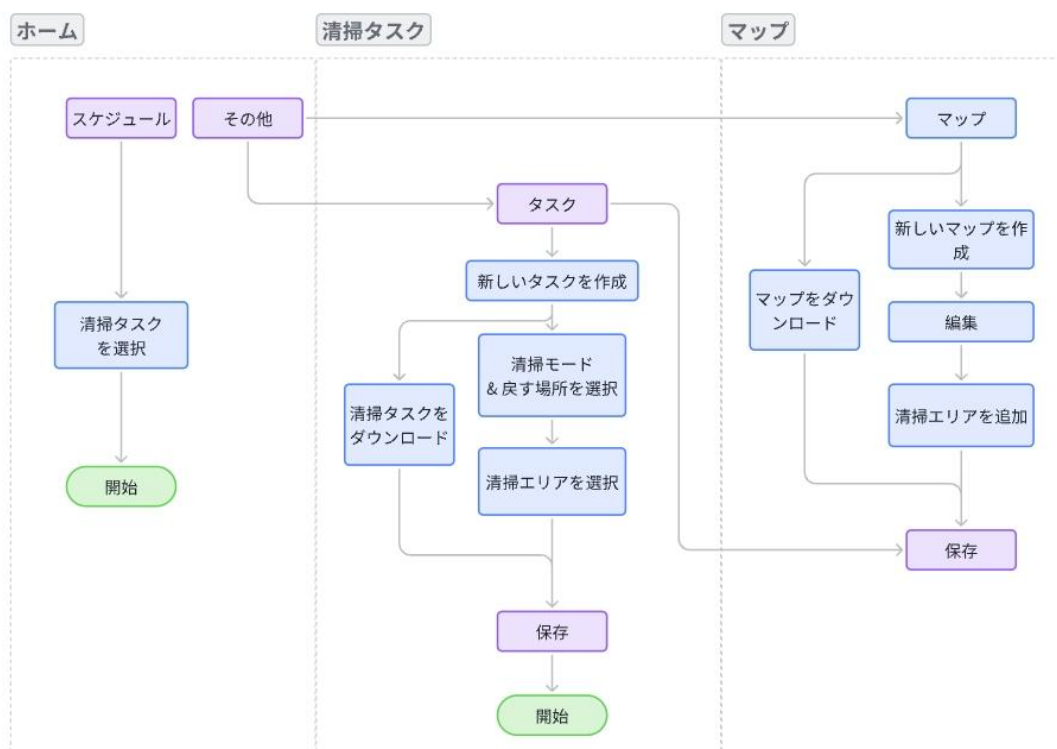 ホーム
清掃タスク
マップ
スケジュール
その他
マップ
タスク
新しいマップを作
成
新しいタスクを作成
マップをダウ
ンロード
清掃タスク
を選択
編集
清掃モード
& 戻す場所を選択
清掃タスクを
ダウンロード
清掃エリアを追加
清掃エリアを選択
開始
保存
保存
開始